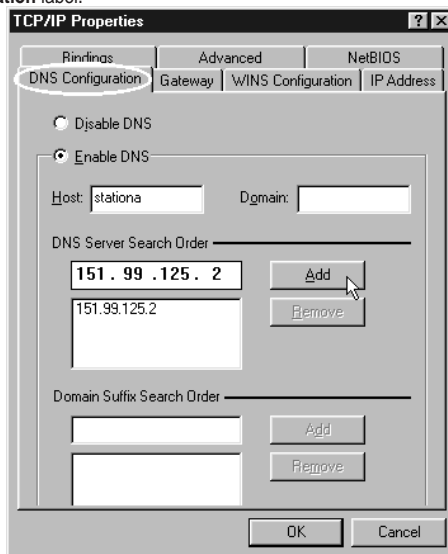 ation label.
TCP/IP Properties
Bindings Advanced NetBIOS
DNS Configuration Gateway WINS Configuration IP Address
Disable DNS
Enable DNS
Host: stationa Domain:
DNS Server Search Order
151 . 99 .125. 2 Add
151.99.125.2 Remove
Domain Suffix Search Order
Add
Remove
OK Cancel